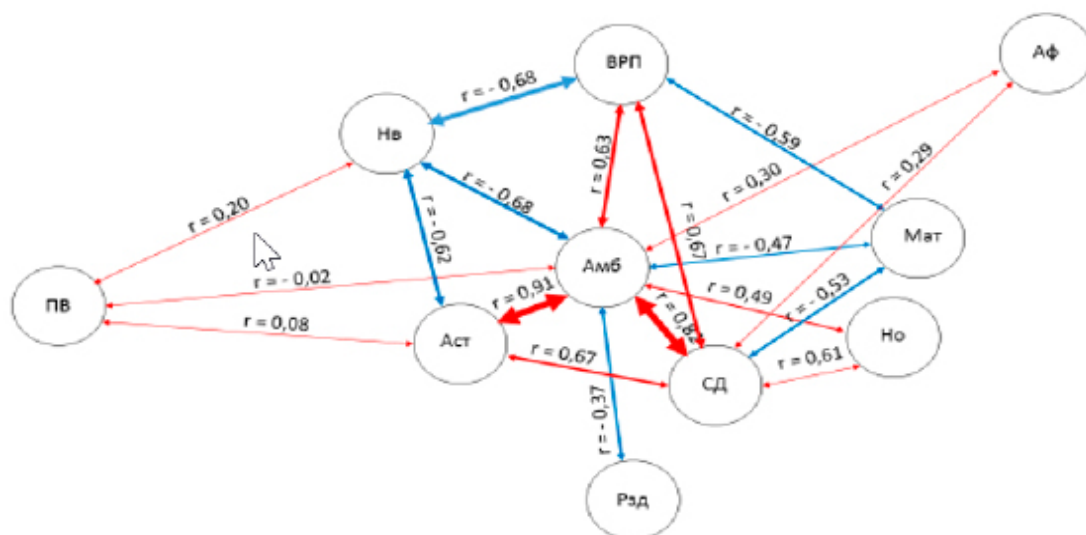 Аф
ВРП
r = - 0,68
Нв
r = - 0,59
r = 0,63
r = 0,29
r = 0,30
r = - 0,68
r = 0,20
r = - 0,62
r = 0,67
Мат
r = - 0,47
Амб
r = - 0,02
ПВ
r = 0,91
r = 0,49
r = - 0,53
r = 0,08
Аст
r = 0,82
Но
r = 0,67
r = 0,61
СД
r = - 0,37
Рзд